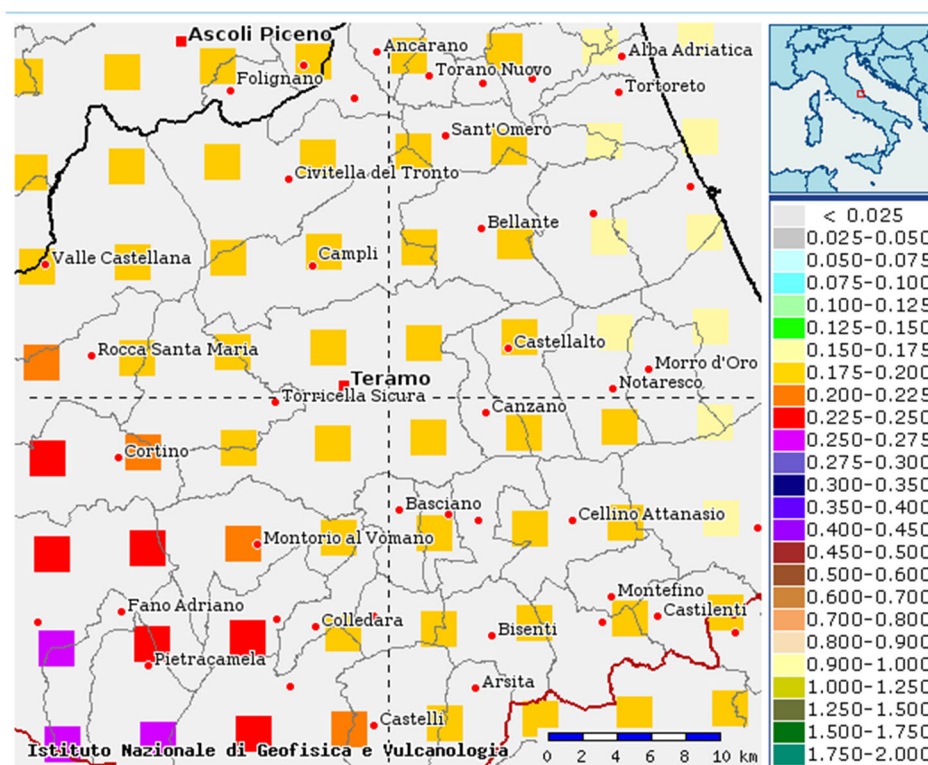 Ascoli Piceno
Ancarano
Alba Adriatica
Folignano
Torano Nuovo
Tortoreto
Sant'Omero
Civitella del Tronto
Bellante
Valle Castellana
Campli
Rocca Santa Maria
Castellalto
Morro d'Oro
Teramo
Notaresco
Torricella Sicura
Canzano
Cortino
Basciano
Cellino Attanasio
Montorio al Vomano
Montefino
Fano Adriano
Castilenti
Colledara
Bisenti
Pietracamela
Arsita
Castelli
Istituto Nazionale di Geofisica e Vulcanologia
0 2 4 6 8 10 km
< 0.025
0.025-0.050
0.050-0.075
0.075-0.100
0.100-0.125
0.125-0.150
0.150-0.175
0.175-0.200
0.200-0.225
0.225-0.250
0.250-0.275
0.275-0.300
0.300-0.350
0.350-0.400
0.400-0.450
0.450-0.500
0.500-0.600
0.600-0.700
0.700-0.800
0.800-0.900
0.900-1.000
1.000-1.250
1.250-1.500
1.500-1.750
1.750-2.000